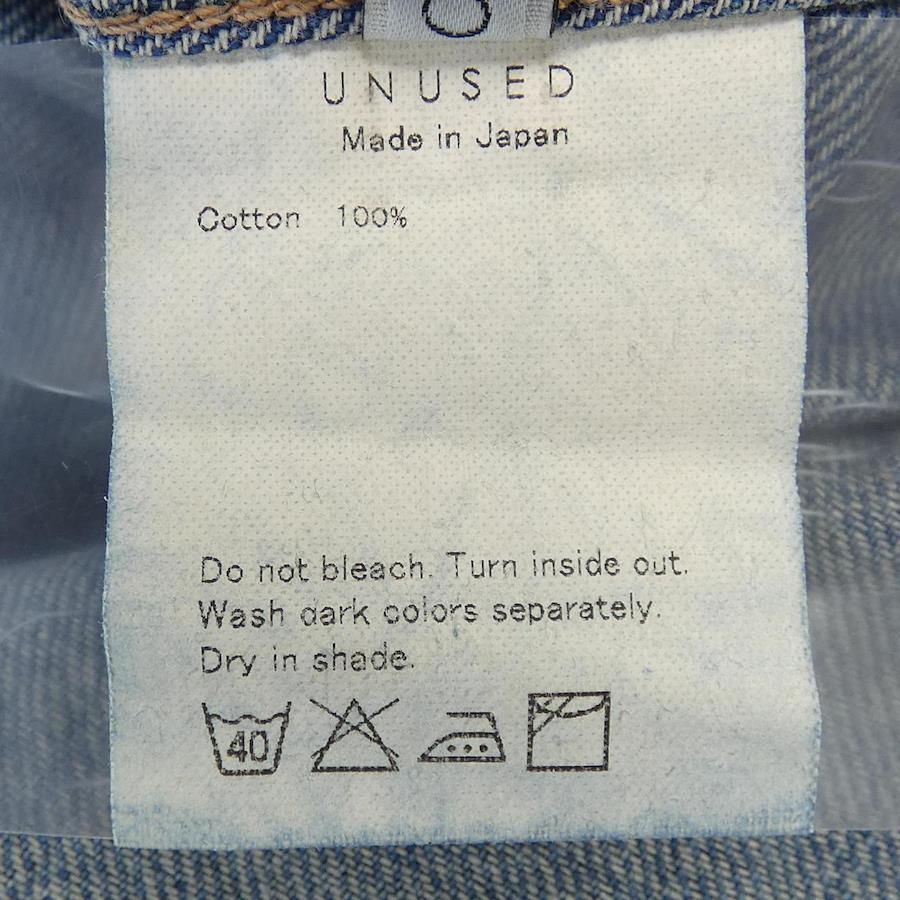 UNUSED
Made in Japan
Cotton 100%
Do not bleach. Turn inside out.
Wash dark colors separately.
Dry in shade.
40